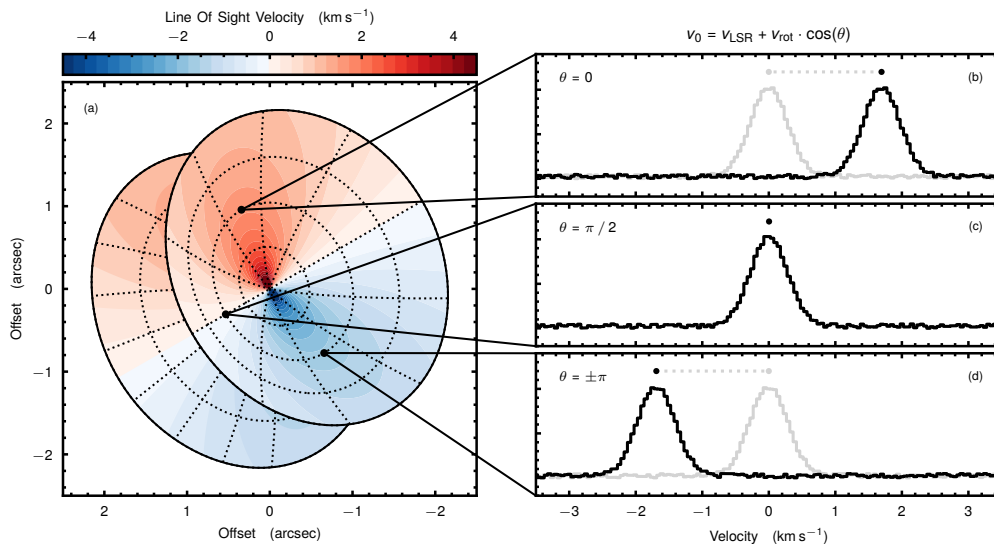 Line Of Sight Velocity (km s⁻¹)
−4 −2 0 2 4
v₀ = v_LSR + v_rot · cos(θ)
(a)
2
1
0
−1
−2
Offset (arcsec)
2 1 0 −1 −2
Offset (arcsec)
θ = 0
(b)
θ = π / 2
(c)
θ = ±π
(d)
−3 −2 −1 0 1 2 3
Velocity (km s⁻¹)